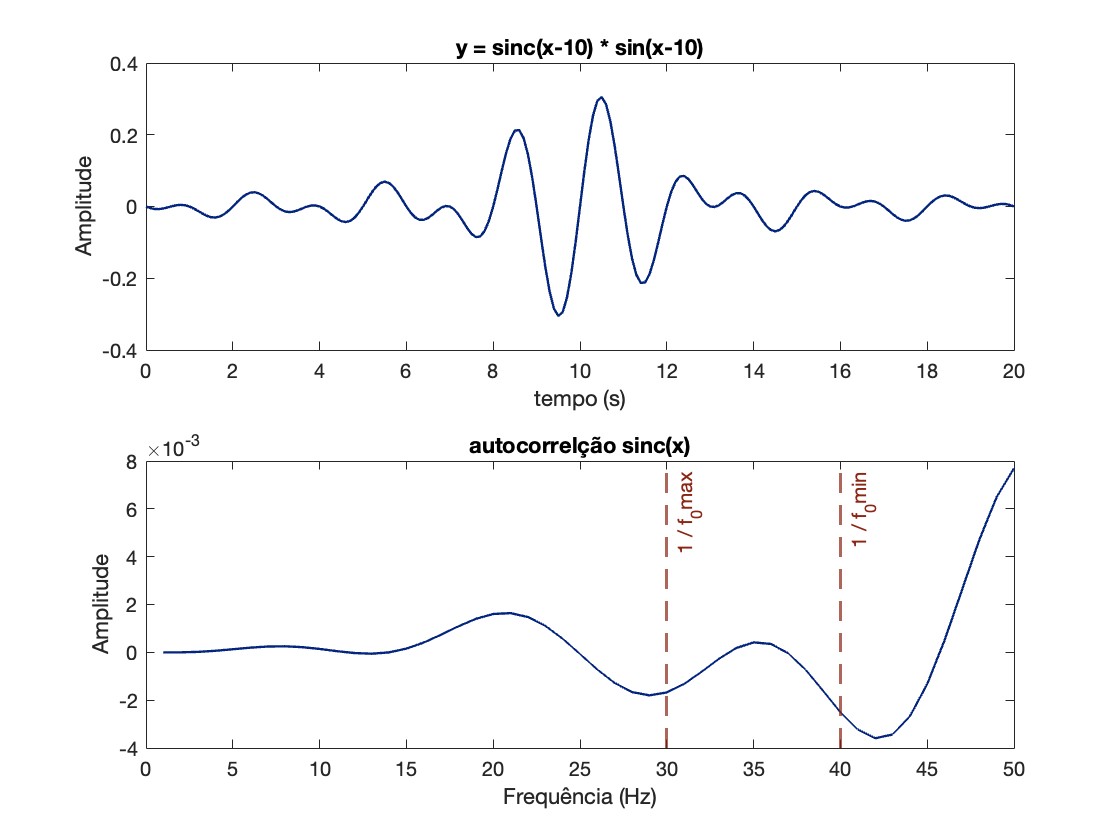 y = sinc(x-10) * sin(x-10)
0.4
0.2
0
-0.2
-0.4
Amplitude
0 2 4 6 8 10 12 14 16 18 20
tempo (s)
×10-3
autocorrelção sinc(x)
8
6
4
2
0
-2
-4
Amplitude
1 / f0max
1 / f0min
0 5 10 15 20 25 30 35 40 45 50
Frequência (Hz)